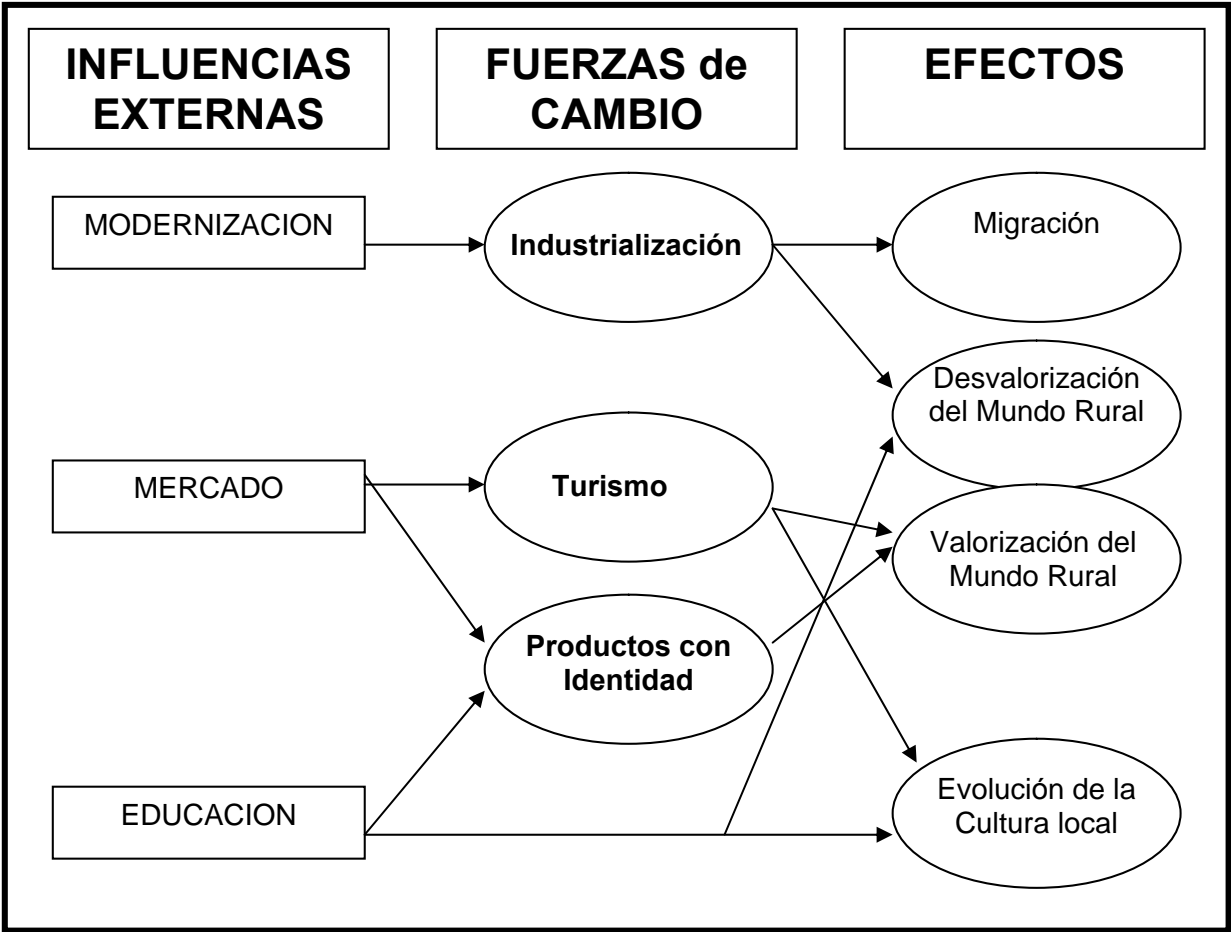 INFLUENCIAS
EXTERNAS
FUERZAS de
CAMBIO
EFECTOS
MODERNIZACION
Industrialización
Migración
Desvalorización
del Mundo Rural
MERCADO
Turismo
Valorización del
Mundo Rural
Productos con
Identidad
EDUCACION
Evolución de la
Cultura local